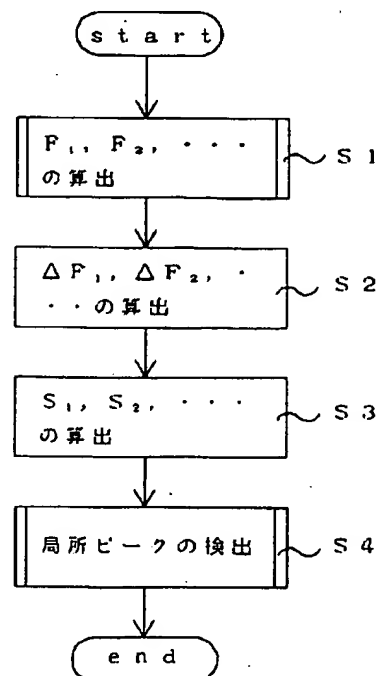 start
F₁, F₂, ・・・
の算出
S1
ΔF₁, ΔF₂, ・
・・の算出
S2
S₁, S₂, ・・・
の算出
S3
局所ピークの検出
S4
end